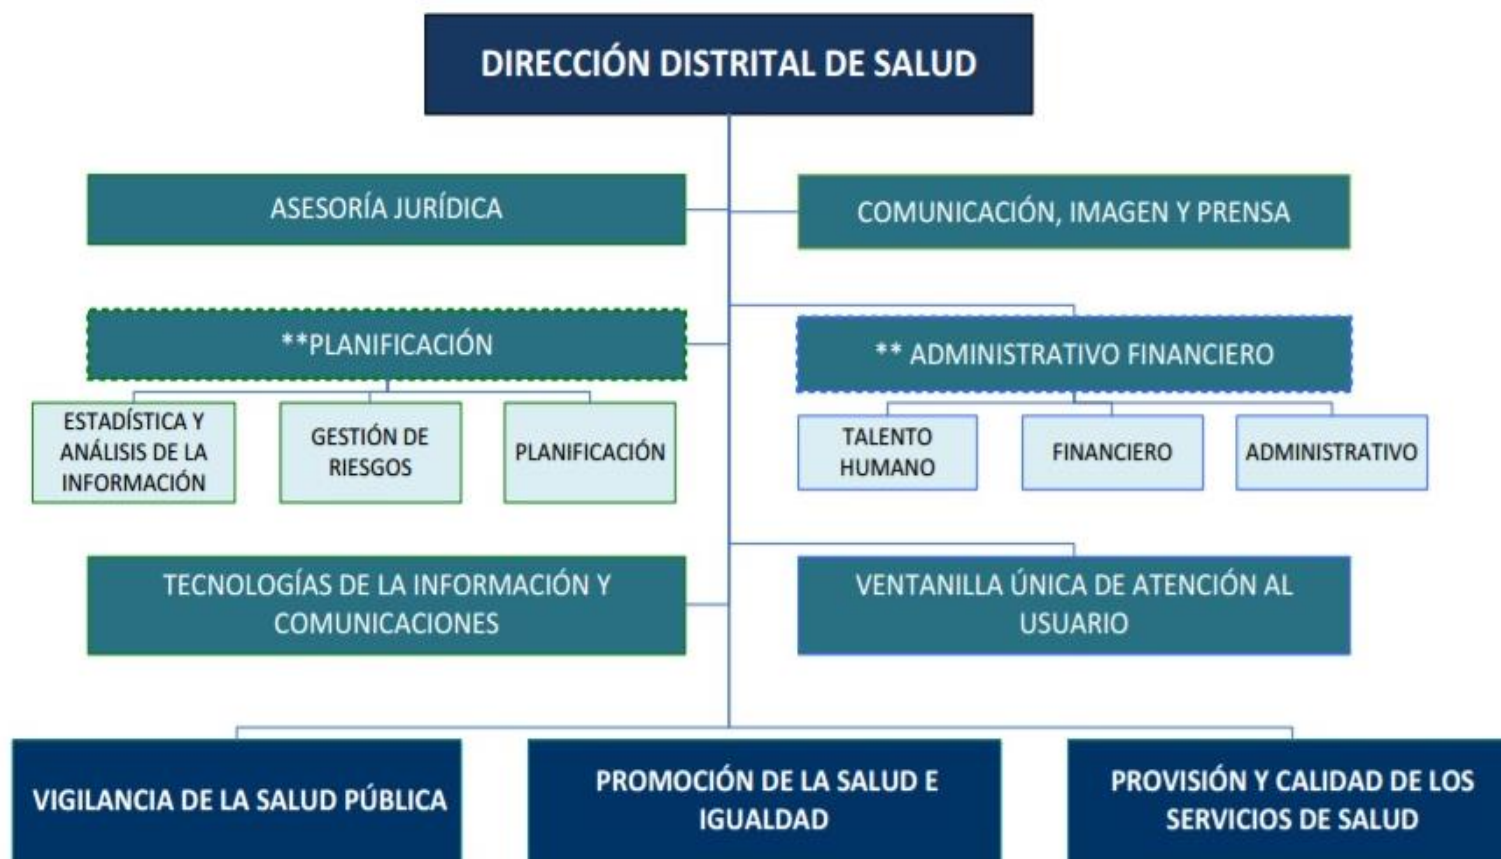 DIRECCIÓN DISTRITAL DE SALUD
ASESORÍA JURÍDICA
COMUNICACIÓN, IMAGEN Y PRENSA
**PLANIFICACIÓN
** ADMINISTRATIVO FINANCIERO
ESTADÍSTICA Y
ANÁLISIS DE LA
INFORMACIÓN
GESTIÓN DE
RIESGOS
PLANIFICACIÓN
TALENTO
HUMANO
FINANCIERO
ADMINISTRATIVO
TECNOLOGÍAS DE LA INFORMACIÓN Y
COMUNICACIONES
VENTANILLA ÚNICA DE ATENCIÓN AL
USUARIO
VIGILANCIA DE LA SALUD PÚBLICA
PROMOCIÓN DE LA SALUD E
IGUALDAD
PROVISIÓN Y CALIDAD DE LOS
SERVICIOS DE SALUD